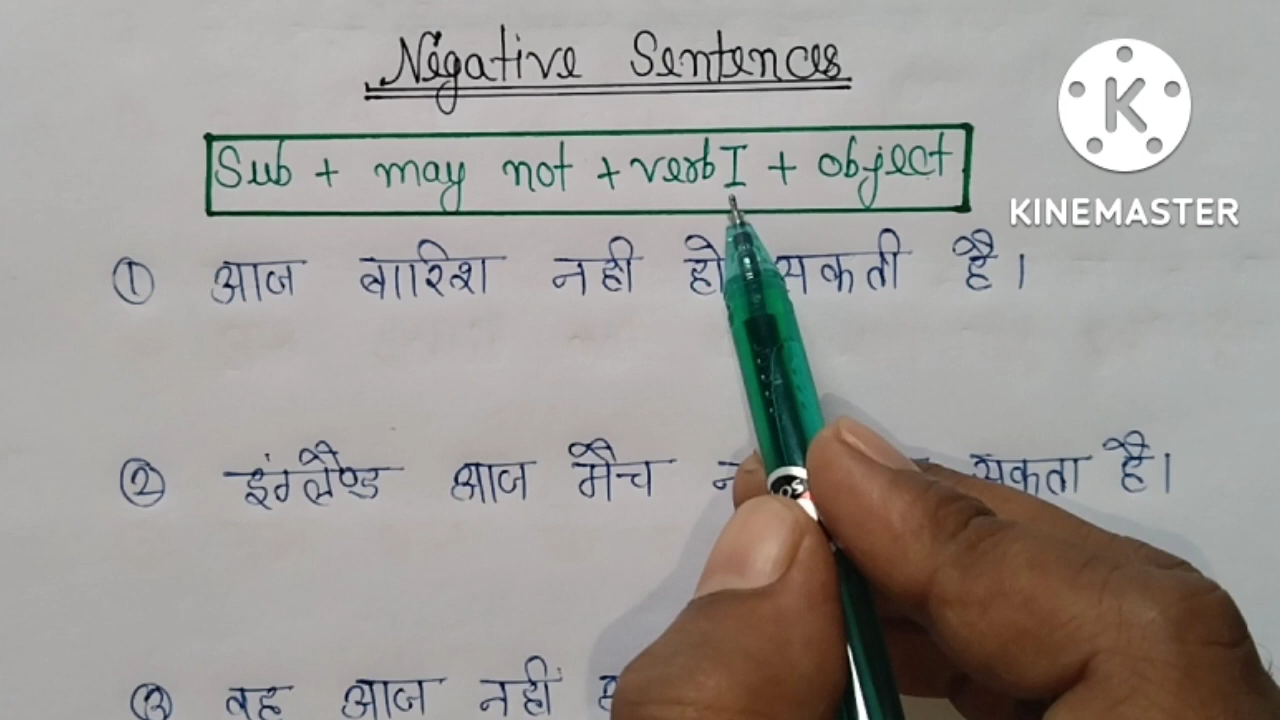 Negative Sentences
Sub + may not + verb I + object
① आज बारिश नही हो सकती है।
② इंग्लैण्ड आज मैच सकता है।
③ वह आज नहीं
KINEMASTER